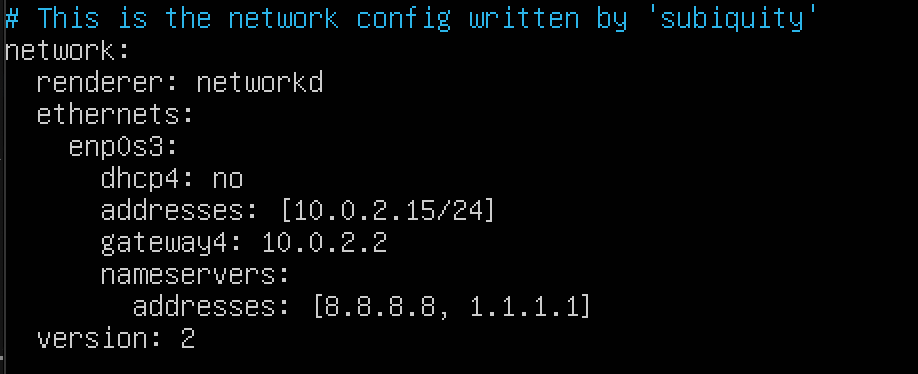 # This is the network config written by 'subiquity'
network:
  renderer: networkd
  ethernets:
    enp0s3:
      dhcp4: no
      addresses: [10.0.2.15/24]
      gateway4: 10.0.2.2
      nameservers:
        addresses: [8.8.8.8, 1.1.1.1]
  version: 2